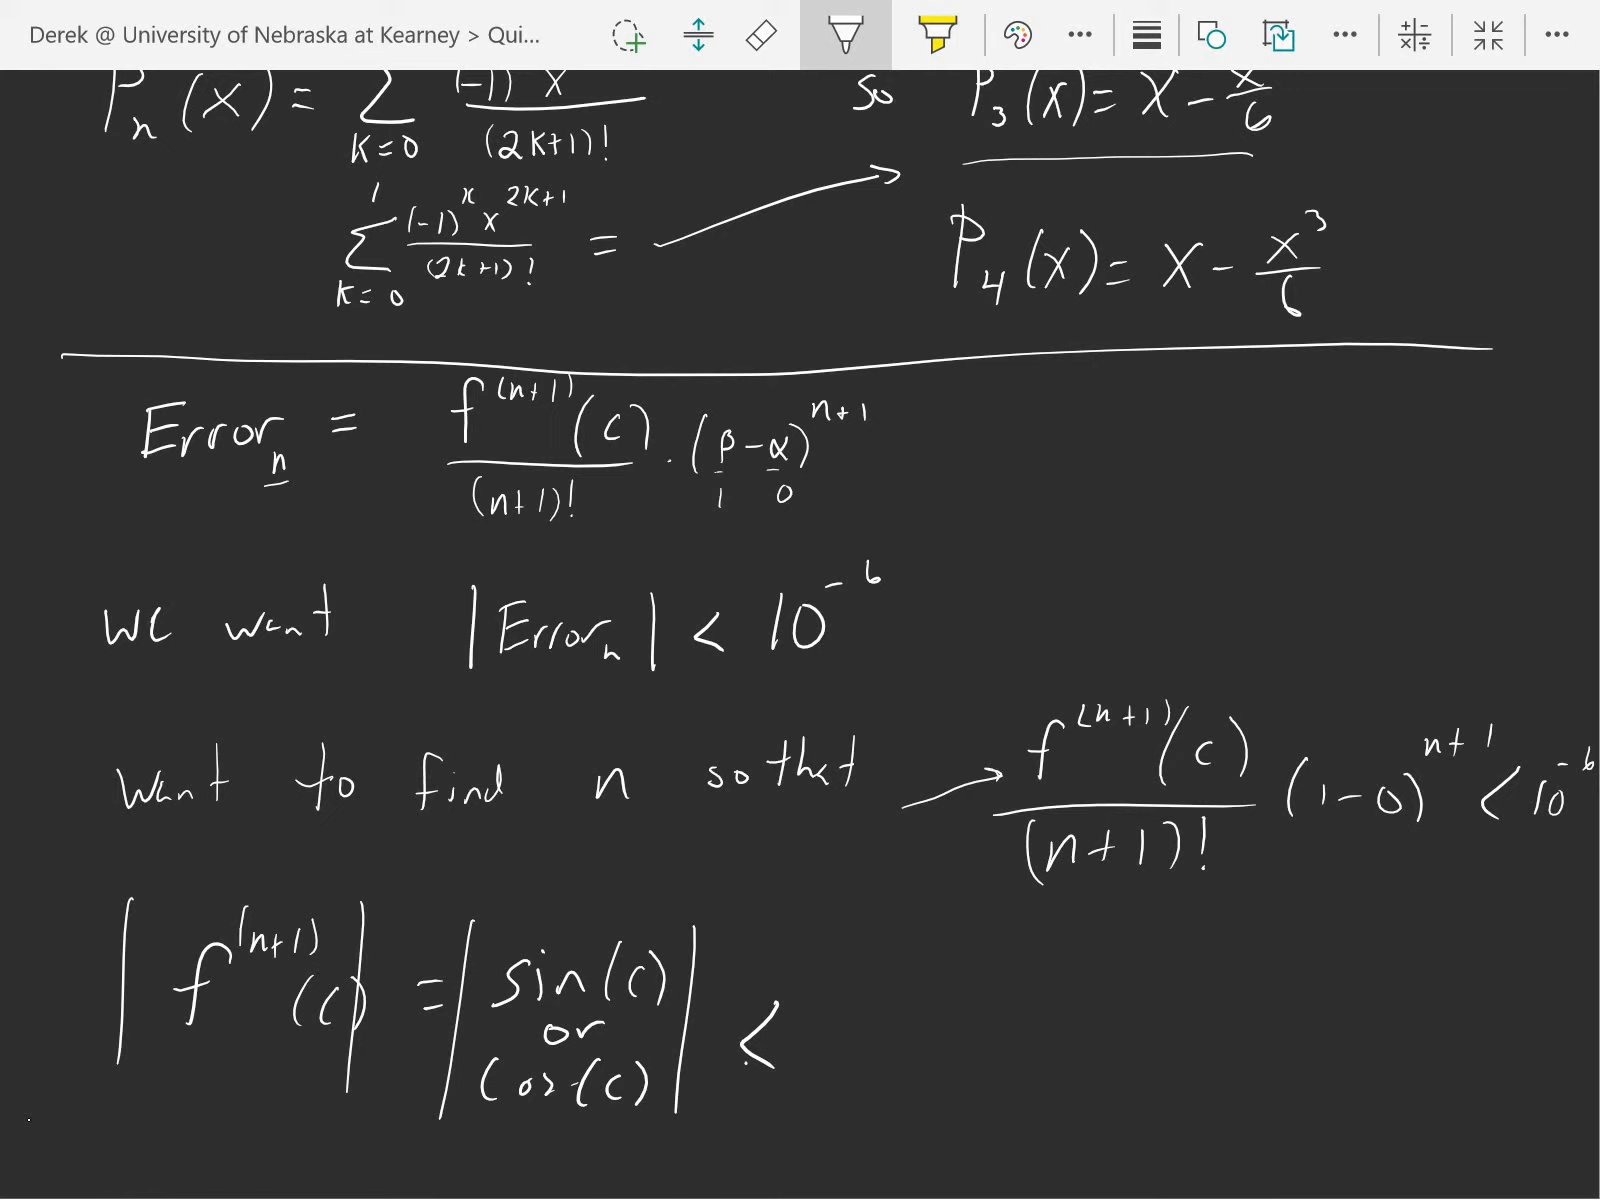 Derek @ University of Nebraska at Kearney > Qui...
Pn(x) = Σ k=0 (-1) x / (2k+1)! so P3(x) = x - x/6
Σ k=0 1 (-1)^k x^2k+1 / (2k+1)! = → P4(x) = x - x^3/6
Error n = f^(n+1)(c) / (n+1)! · (β - α)^n+1
1 0
we want |Error n| < 10^-6
want to find n so that → f^(n+1)(c) / (n+1)! (1-0)^n+1 < 10^-6
|f^(n+1)(c)| = |sin(c) or cos(c)| <